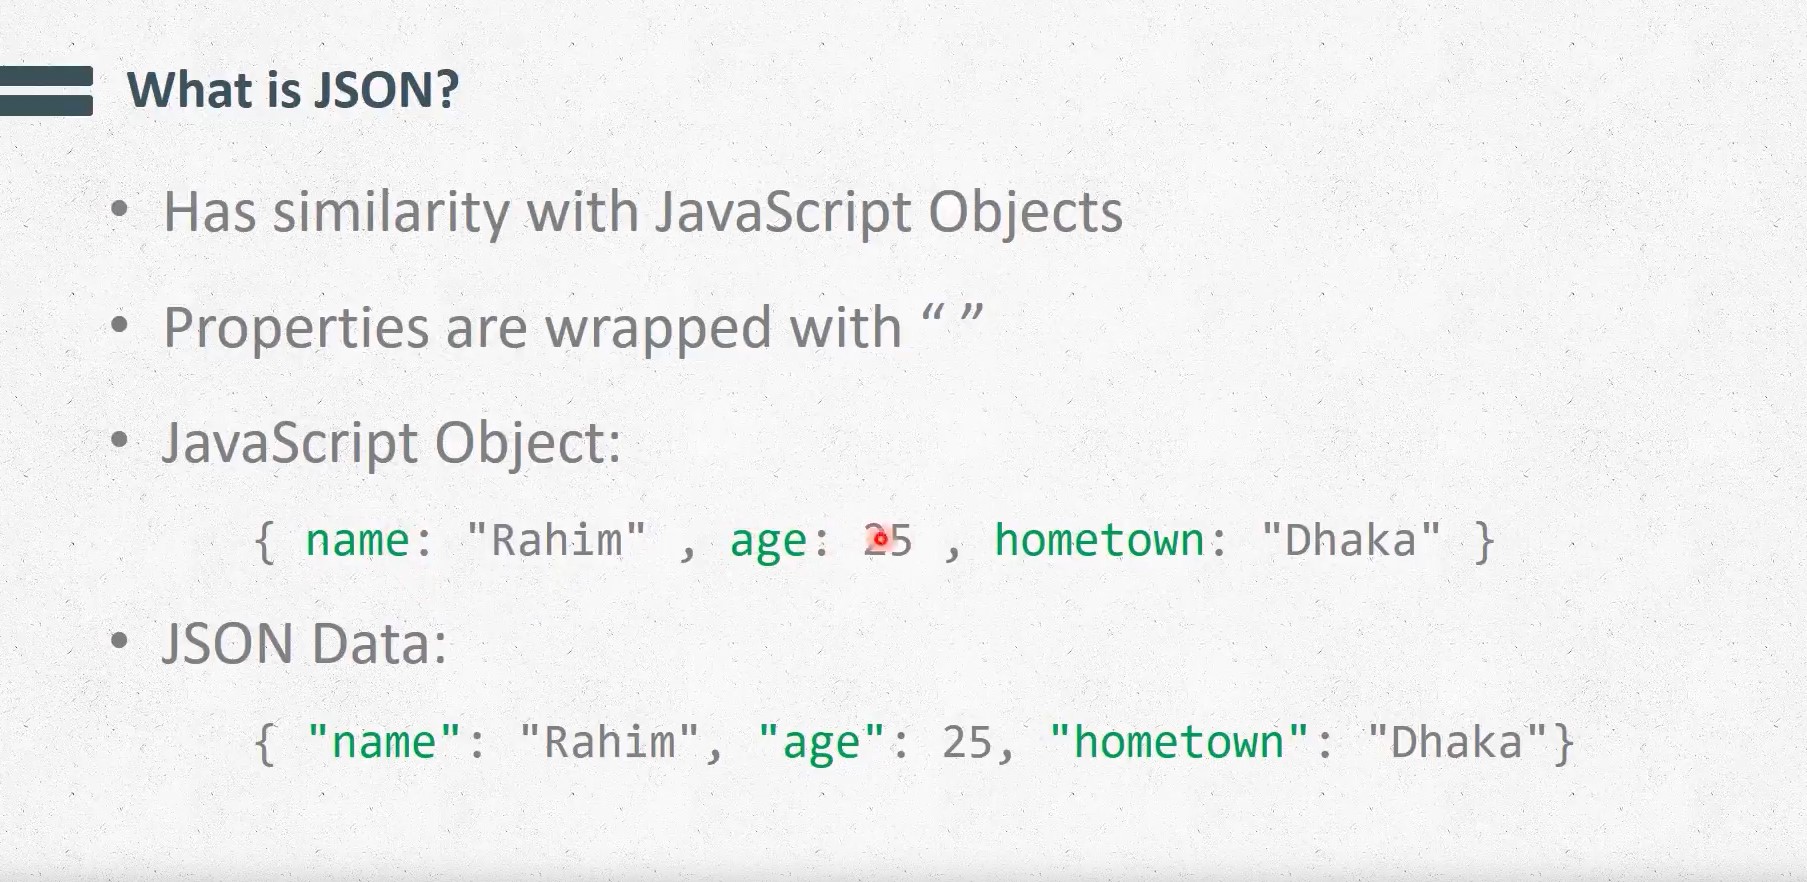 What is JSON?
• Has similarity with JavaScript Objects
• Properties are wrapped with “ ”
• JavaScript Object:
{ name: "Rahim" , age: 25 , hometown: "Dhaka" }
• JSON Data:
{ "name": "Rahim", "age": 25, "hometown": "Dhaka"}